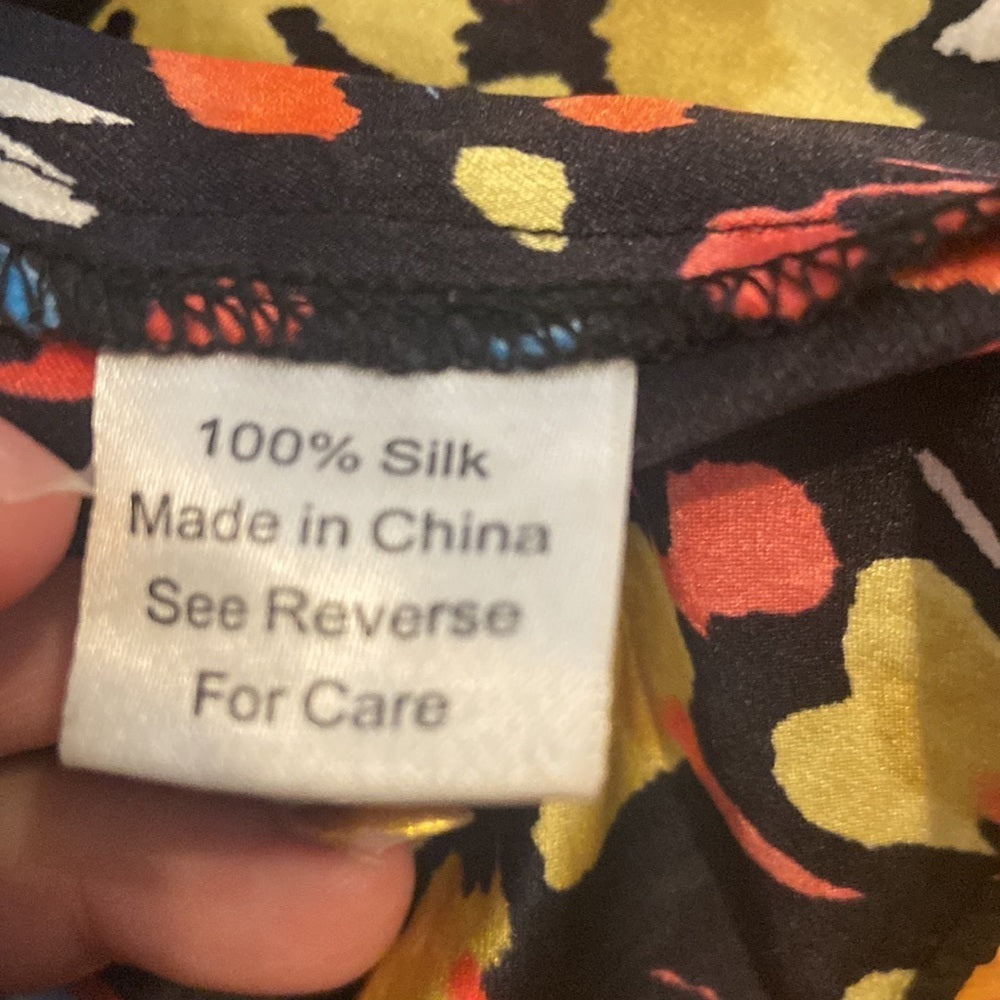 100% Silk
Made in China
See Reverse
For Care